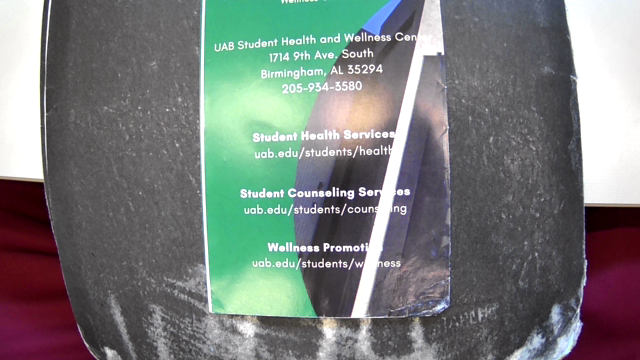 UAB Student Health and Wellness Center
1714 9th Ave. South
Birmingham, AL 35294
205-934-3580
Student Health Services
uab.edu/students/health
Student Counseling Services
uab.edu/students/counseling
Wellness Promotion
uab.edu/students/wellness